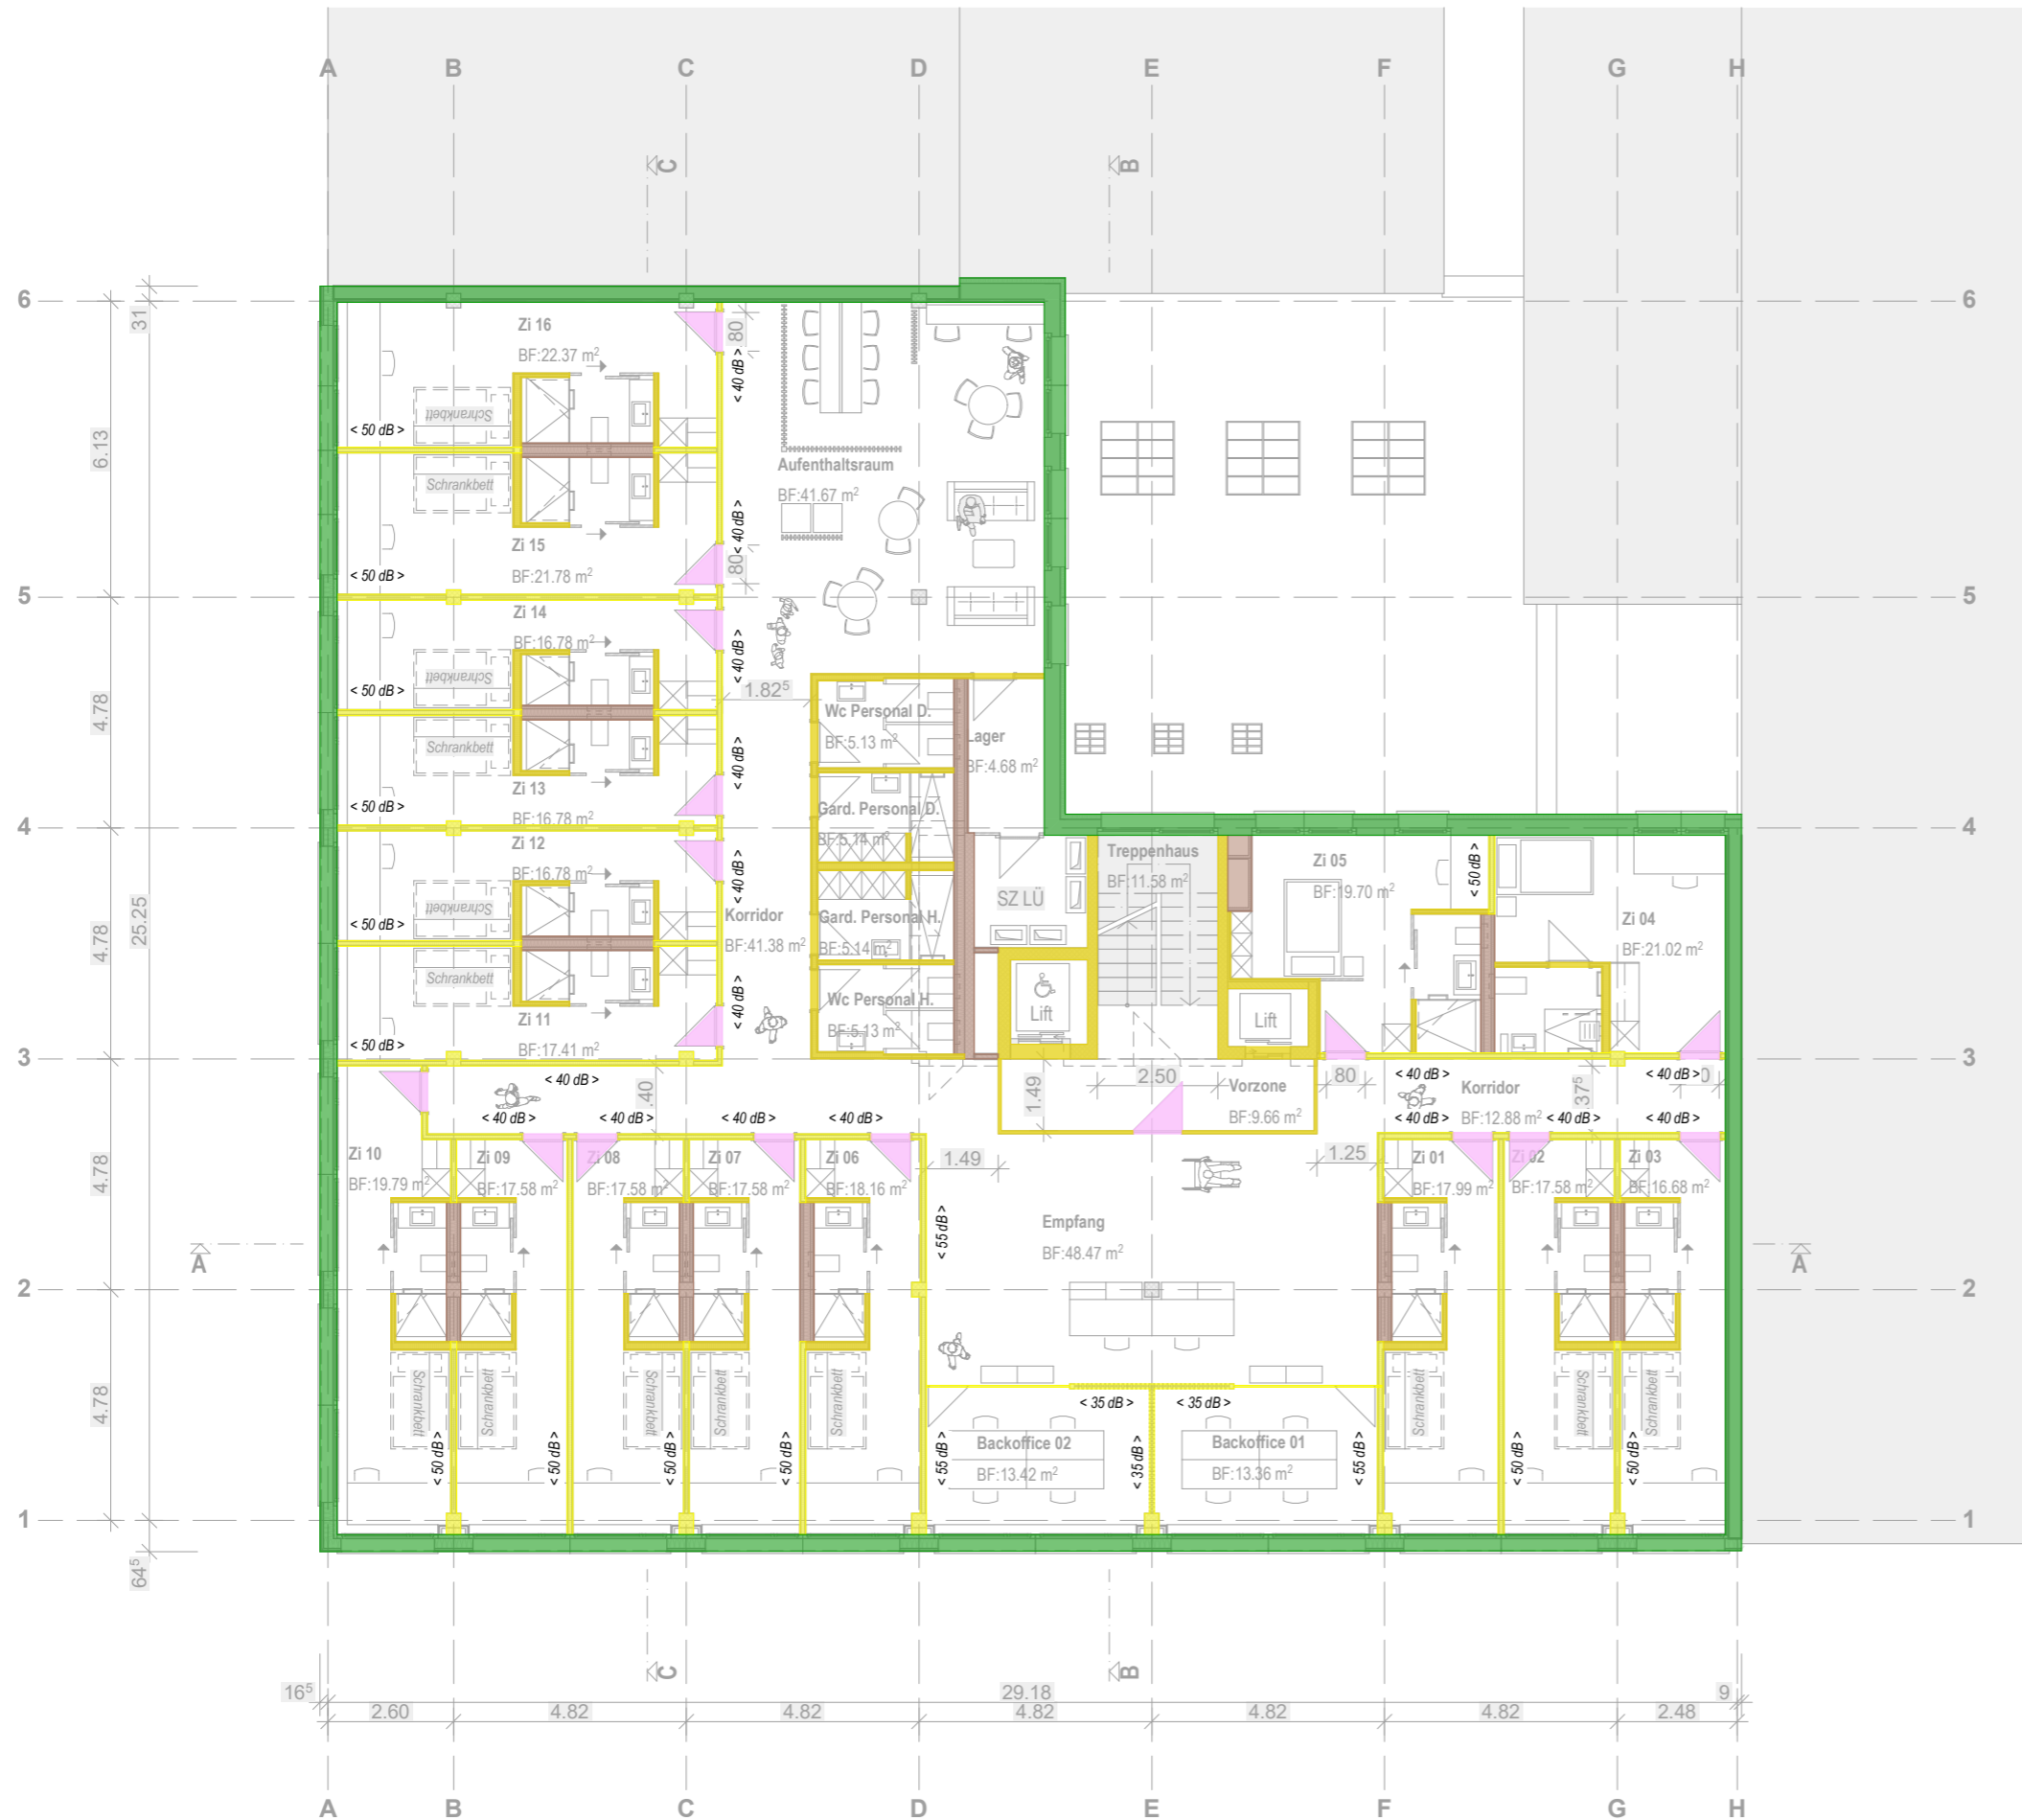 A B C D E F G H
C B
6 6
31
Zi 16
BF:22.37 m²
80
< 40 dB >
Schrankbett
< 50 dB >
6.13
Aufenthaltsraum
BF:41.67 m²
Schrankbett
< 40 dB >
Zi 15
80
BF:21.78 m²
< 50 dB >
5 5
Zi 14
BF:16.78 m²
< 40 dB >
Schrankbett
< 50 dB >
1.82⁵
4.78
Wc Personal D.
BF:5.13 m²
Lager
BF:4.68 m²
Schrankbett
< 40 dB >
Zi 13
BF:16.78 m²
< 50 dB >
Gard. Personal D.
BF:5.14 m²
4 4
Zi 12
BF:16.78 m²
< 40 dB >
Treppenhaus
BF:11.58 m²
Zi 05
BF:19.70 m²
< 50 dB >
SZ LÜ
Schrankbett
< 50 dB >
Korridor
BF:41.38 m²
Gard. Personal H.
BF:5.14 m²
Zi 04
BF:21.02 m²
4.78
25.25
Schrankbett
< 40 dB >
Wc Personal H.
BF:5.13 m²
Lift
Lift
Zi 11
BF:17.41 m²
< 50 dB >
3 3
< 40 dB >
.40
1.49
2.50
Vorzone
BF:9.66 m²
80
< 40 dB >
Korridor
BF:12.88 m²
.37⁵
< 40 dB >
0
< 40 dB >
< 40 dB >
< 40 dB >
< 40 dB >
< 40 dB >
< 40 dB >
< 40 dB >
4.78
Zi 10
BF:19.79 m²
Zi 09
BF:17.58 m²
Zi 08
BF:17.58 m²
Zi 07
BF:17.58 m²
Zi 06
BF:18.16 m²
1.49
1.25
Zi 01
BF:17.99 m²
Zi 02
BF:17.58 m²
Zi 03
BF:16.68 m²
< 55 dB >
Empfang
BF:48.47 m²
A A
2 2
4.78
Schrankbett
Schrankbett
Schrankbett
Schrankbett
Schrankbett
Schrankbett
Schrankbett
Schrankbett
< 35 dB >
< 35 dB >
< 50 dB >
< 50 dB >
< 50 dB >
< 50 dB >
< 55 dB >
Backoffice 02
BF:13.42 m²
< 35 dB >
Backoffice 01
BF:13.36 m²
< 55 dB >
< 50 dB >
< 50 dB >
1 1
64⁵
C B
16⁵ 29.18 9
2.60 4.82 4.82 4.82 4.82 4.82 2.48
A B C D E F G H